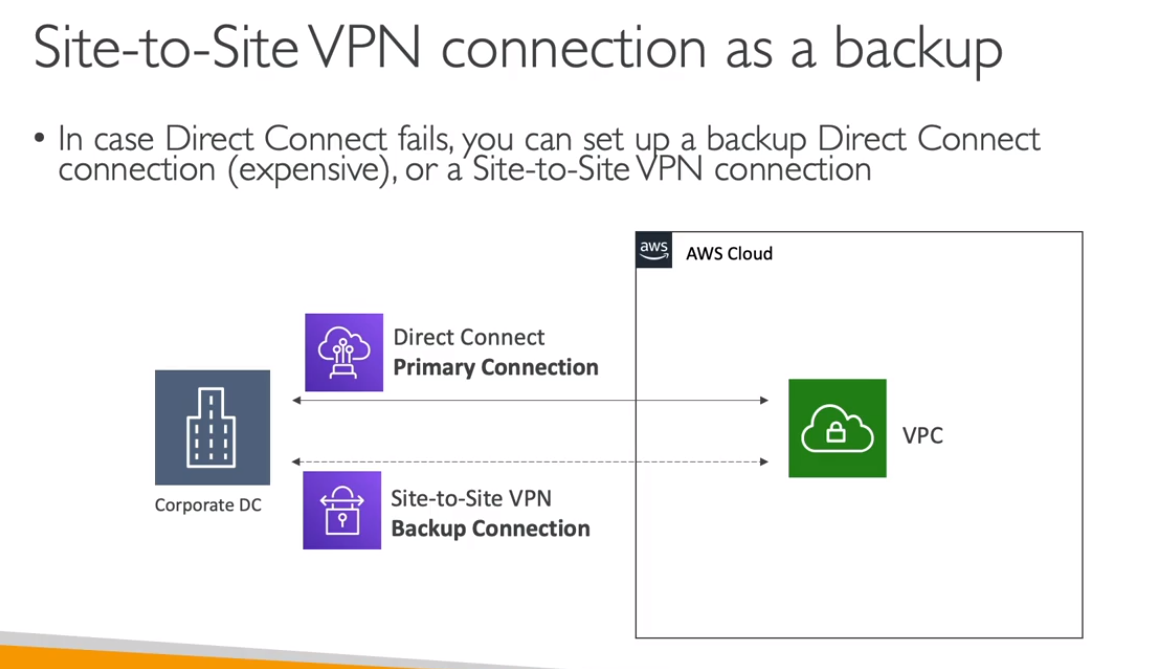 Site-to-Site VPN connection as a backup
• In case Direct Connect fails, you can set up a backup Direct Connect
connection (expensive), or a Site-to-Site VPN connection
aws
AWS Cloud
Direct Connect
Primary Connection
VPC
Corporate DC
Site-to-Site VPN
Backup Connection